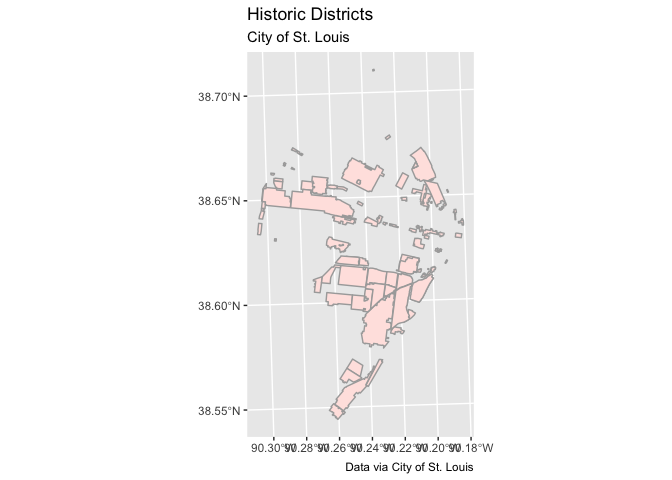 Historic Districts
City of St. Louis
38.70°N
38.65°N
38.60°N
38.55°N
90.30°W 90.28°W 90.26°W 90.24°W 90.22°W 90.20°W 90.18°W
Data via City of St. Louis